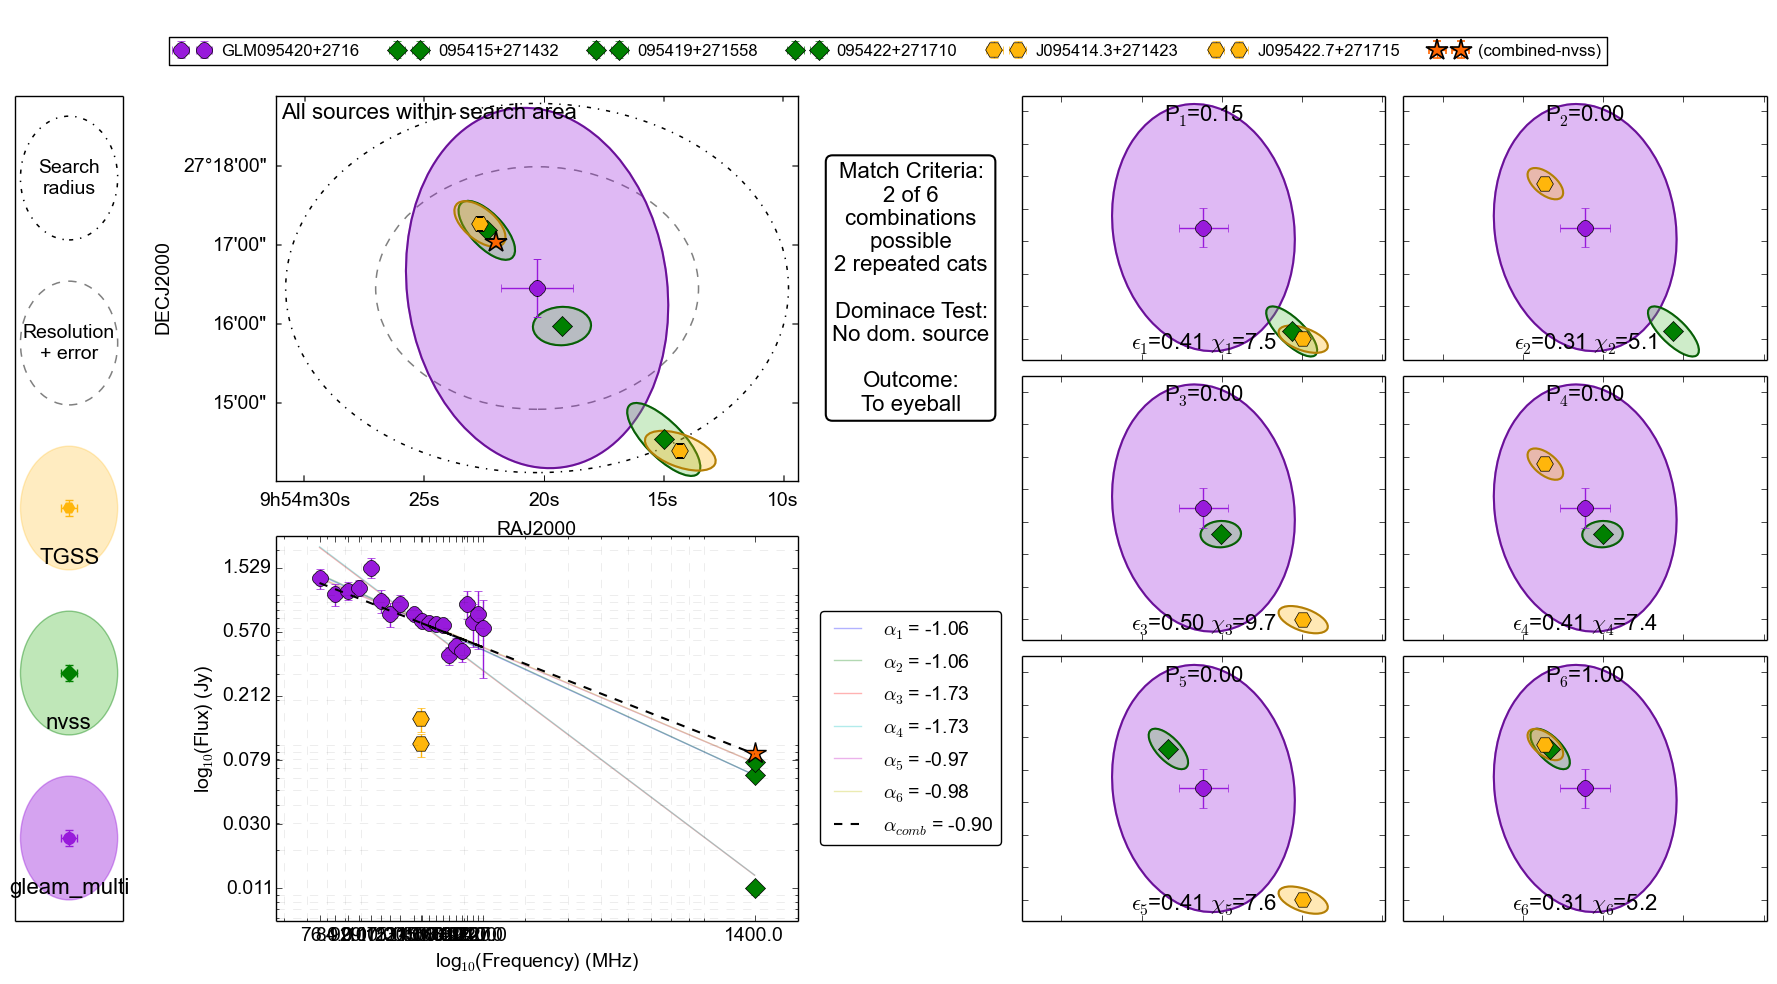 GLM095420+2716 095415+271432 095419+271558 095422+271710 J095414.3+271423 J095422.7+271715 (combined-nvss)
Search
radius
Resolution
+ error
TGSS
nvss
gleam_multi
All sources within search area
DECJ2000
27°18'00"
17'00"
16'00"
15'00"
9h54m30s 25s 20s 15s 10s
RAJ2000
log10(Flux) (Jy)
1.529
0.570
0.212
0.079
0.030
0.011
1400.0
log10(Frequency) (MHz)
Match Criteria:
2 of 6
combinations
possible
2 repeated cats
Dominace Test:
No dom. source
Outcome:
To eyeball
α1 = -1.06
α2 = -1.06
α3 = -1.73
α4 = -1.73
α5 = -0.97
α6 = -0.98
αcomb = -0.90
P1=0.15
ϵ1=0.41 χ1=7.5
P2=0.00
ϵ2=0.31 χ2=5.1
P3=0.00
ϵ3=0.50 χ3=9.7
P4=0.00
ϵ4=0.41 χ4=7.4
P5=0.00
ϵ5=0.41 χ5=7.6
P6=1.00
ϵ6=0.31 χ6=5.2